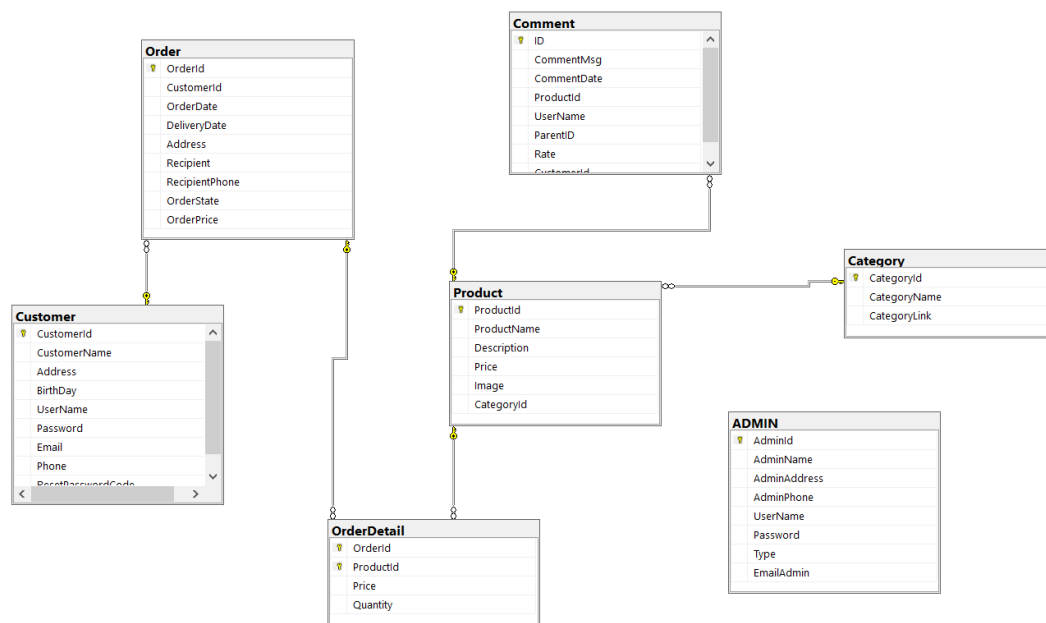 Order
OrderId
CustomerId
OrderDate
DeliveryDate
Address
Recipient
RecipientPhone
OrderState
OrderPrice
Comment
ID
CommentMsg
CommentDate
ProductId
UserName
ParentID
Rate
CustomerId
Customer
CustomerId
CustomerName
Address
BirthDay
UserName
Password
Email
Phone
ResetPasswordCode
Product
ProductId
ProductName
Description
Price
Image
CategoryId
Category
CategoryId
CategoryName
CategoryLink
ADMIN
AdminId
AdminName
AdminAddress
AdminPhone
UserName
Password
Type
EmailAdmin
OrderDetail
OrderId
ProductId
Price
Quantity